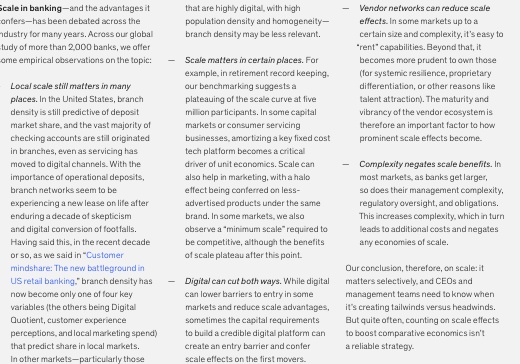 Scale in banking—and the advantages it
confers—has been debated across the
industry for many years. Across our global
study of more than 2,000 banks, we offer
some empirical observations on the topic:
Local scale still matters in many
places. In the United States, branch
density is still predictive of deposit
market share, and the vast majority of
checking accounts are still originated
in branches, even as servicing has
moved to digital channels. With the
importance of operational deposits,
branch networks seem to be
experiencing a new lease on life after
enduring a decade of skepticism
and digital conversion of footfalls.
Having said this, in the recent decade
or so, as we said in “Customer
mindshare: The new battleground in
US retail banking,” branch density has
now become only one of four key
variables (the others being Digital
Quotient, customer experience
perceptions, and local marketing spend)
that predict share in local markets.
In other markets—particularly those
that are highly digital, with high
population density and homogeneity—
branch density may be less relevant.
— Scale matters in certain places. For
example, in retirement record keeping,
our benchmarking suggests a
plateauing of the scale curve at five
million participants. In some capital
markets or consumer servicing
businesses, amortizing a key fixed cost
tech platform becomes a critical
driver of unit economics. Scale can
also help in marketing, with a halo
effect being conferred on less-
advertised products under the same
brand. In some markets, we also
observe a “minimum scale” required to
be competitive, although the benefits
of scale plateau after this point.
— Digital can cut both ways. While digital
can lower barriers to entry in some
markets and reduce scale advantages,
sometimes the capital requirements
to build a credible digital platform can
create an entry barrier and confer
scale effects on the first movers.
— Vendor networks can reduce scale
effects. In some markets up to a
certain size and complexity, it’s easy to
“rent” capabilities. Beyond that, it
becomes more prudent to own those
(for systemic resilience, proprietary
differentiation, or other reasons like
talent attraction). The maturity and
vibrancy of the vendor ecosystem is
therefore an important factor to how
prominent scale effects become.
— Complexity negates scale benefits. In
most markets, as banks get larger,
so does their management complexity,
regulatory oversight, and obligations.
This increases complexity, which in turn
leads to additional costs and negates
any economies of scale.
Our conclusion, therefore, on scale: it
matters selectively, and CEOs and
management teams need to know when
it’s creating tailwinds versus headwinds.
But quite often, counting on scale effects
to boost comparative economics isn’t
a reliable strategy.